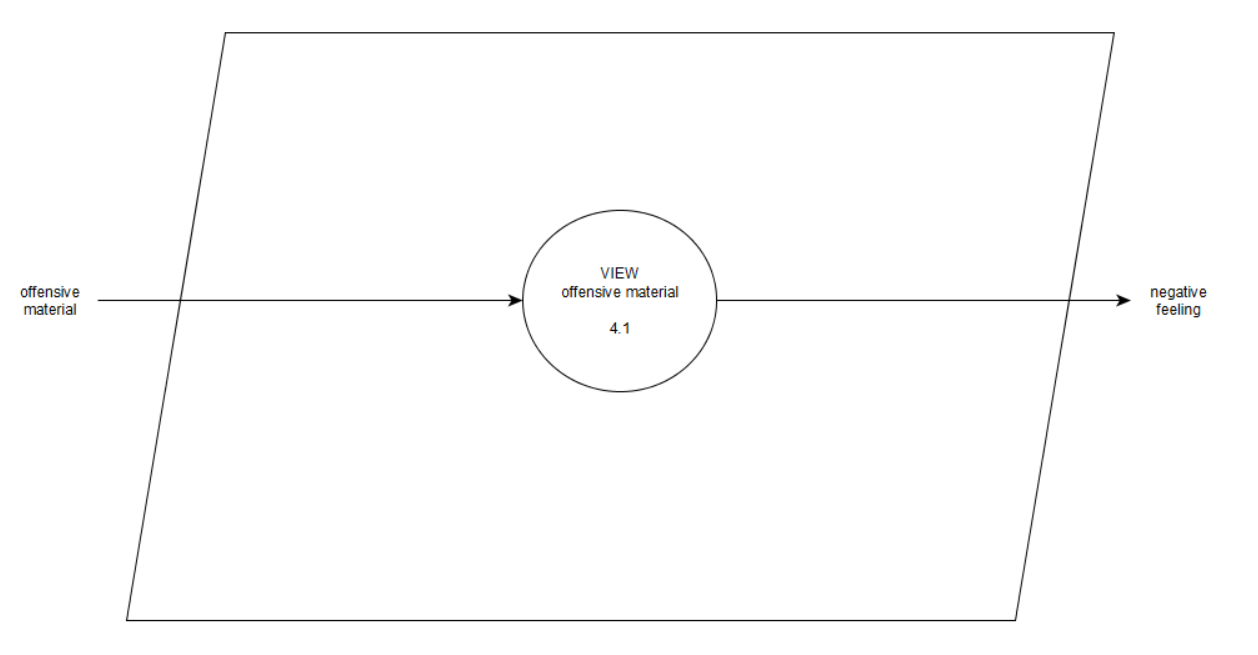 offensive
material
VIEW
offensive material
4.1
negative
feeling